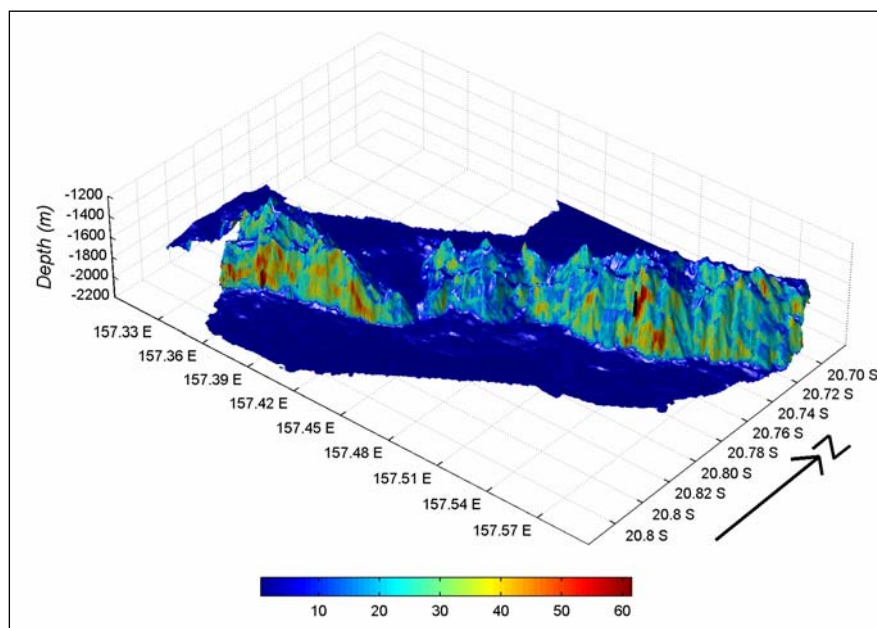 Depth (m)
-1200
-1400
-1600
-1800
-2000
-2200
157.33 E
157.36 E
157.39 E
157.42 E
157.45 E
157.48 E
157.51 E
157.54 E
157.57 E
20.70 S
20.72 S
20.74 S
20.76 S
20.78 S
20.80 S
20.82 S
20.8 S
20.8 S
N
10 20 30 40 50 60